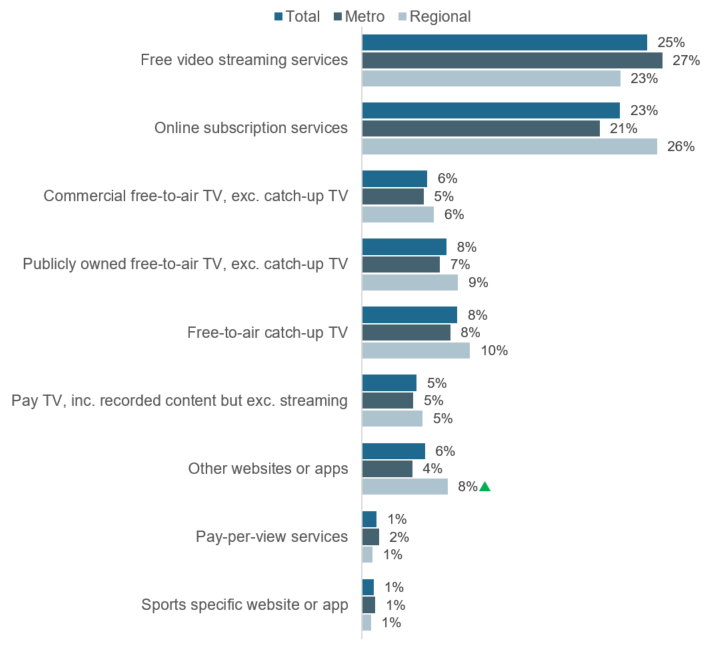 Total Metro Regional
Free video streaming services
25%
27%
23%
Online subscription services
23%
21%
26%
Commercial free-to-air TV, exc. catch-up TV
6%
5%
6%
Publicly owned free-to-air TV, exc. catch-up TV
8%
7%
9%
Free-to-air catch-up TV
8%
8%
10%
Pay TV, inc. recorded content but exc. streaming
5%
5%
5%
Other websites or apps
6%
4%
8%
Pay-per-view services
1%
2%
1%
Sports specific website or app
1%
1%
1%